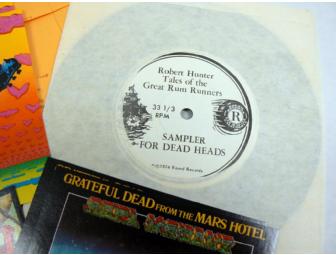 Robert Hunter
Tales of the
Great Rum Runners
33 1/3
RPM
R
SAMPLER
FOR DEAD HEADS
GRATEFUL DEAD FROM THE MARS HOTEL